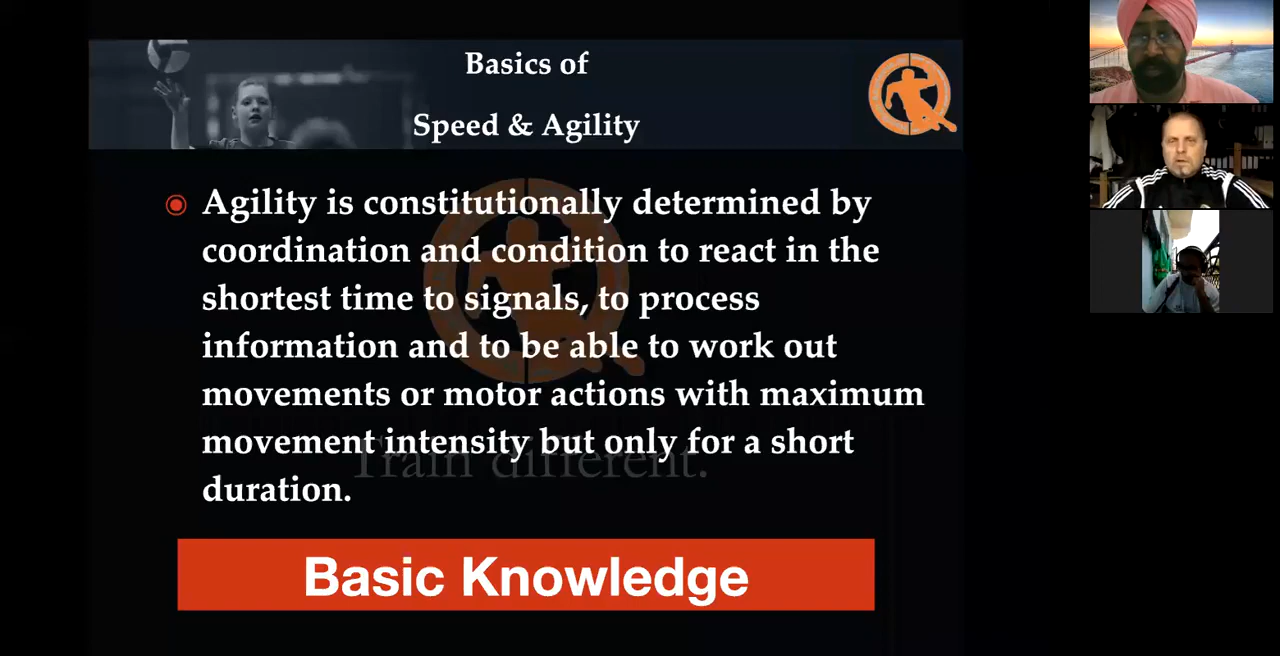 Basics of
Speed & Agility
Agility is constitutionally determined by
coordination and condition to react in the
shortest time to signals, to process
information and to be able to work out
movements or motor actions with maximum
movement intensity but only for a short
duration.
Train different.
Basic Knowledge